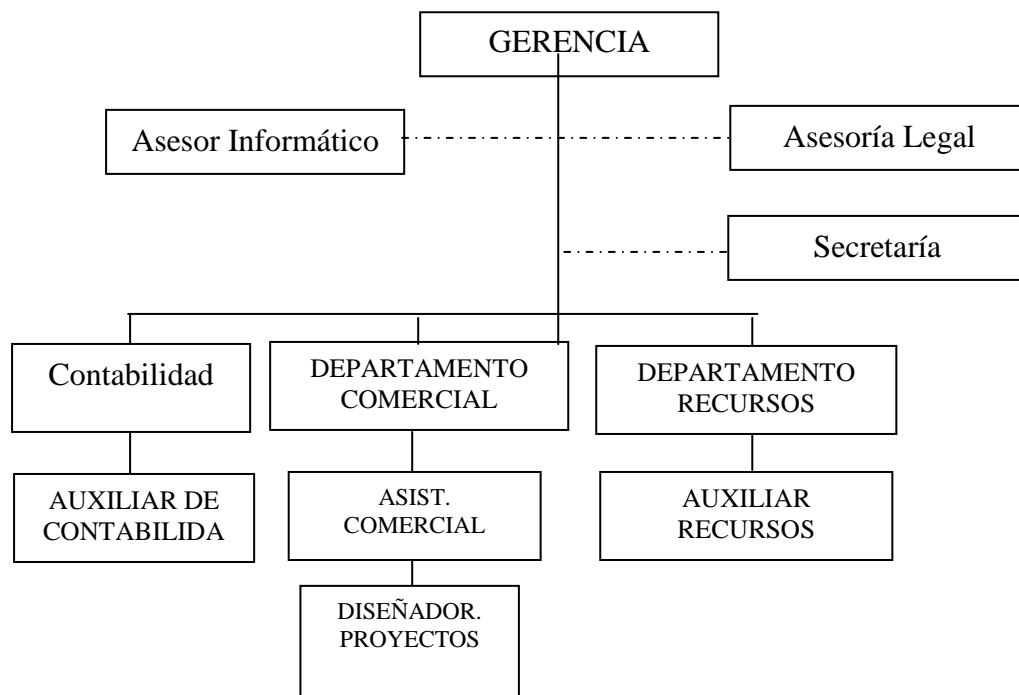 GERENCIA
Asesor Informático
Asesoría Legal
Secretaría
Contabilidad
DEPARTAMENTO
COMERCIAL
DEPARTAMENTO
RECURSOS
AUXILIAR DE
CONTABILIDA
ASIST.
COMERCIAL
AUXILIAR
RECURSOS
DISEÑADOR.
PROYECTOS